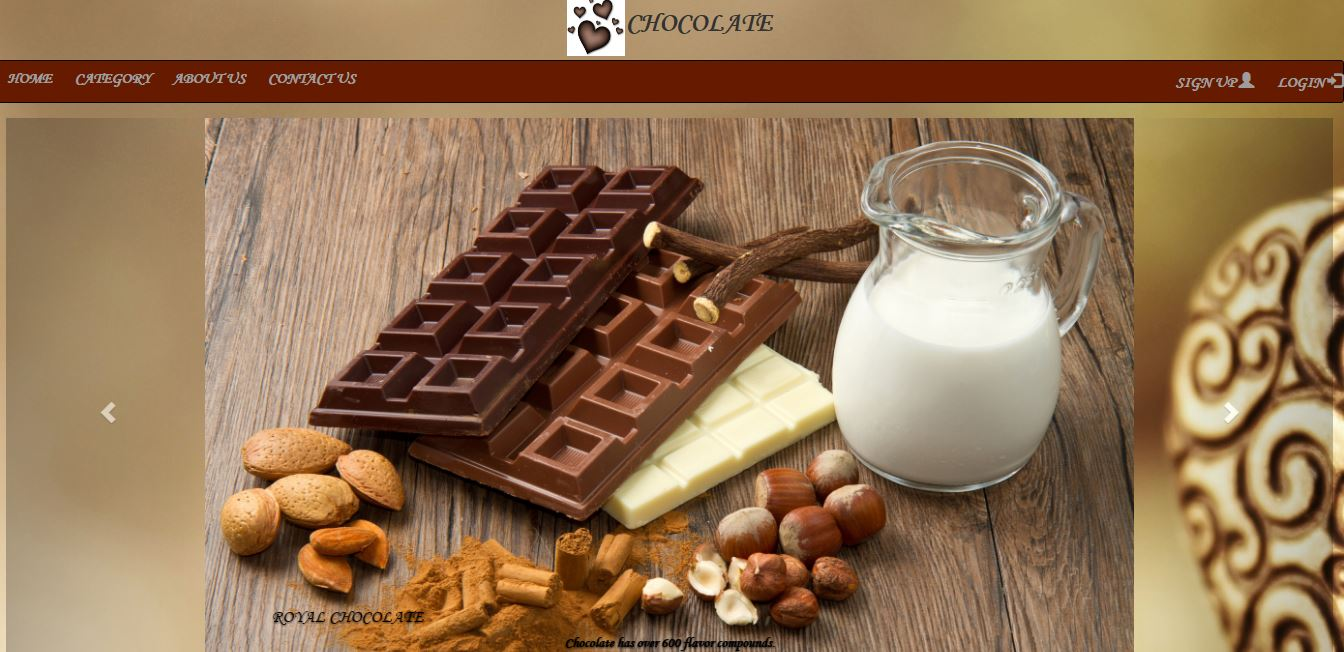 CHOCOLATE
HOME CATEGORY ABOUT US CONTACT US SIGN UP LOGIN
ROYAL CHOCOLATE
Chocolate has over 600 flavor compounds.